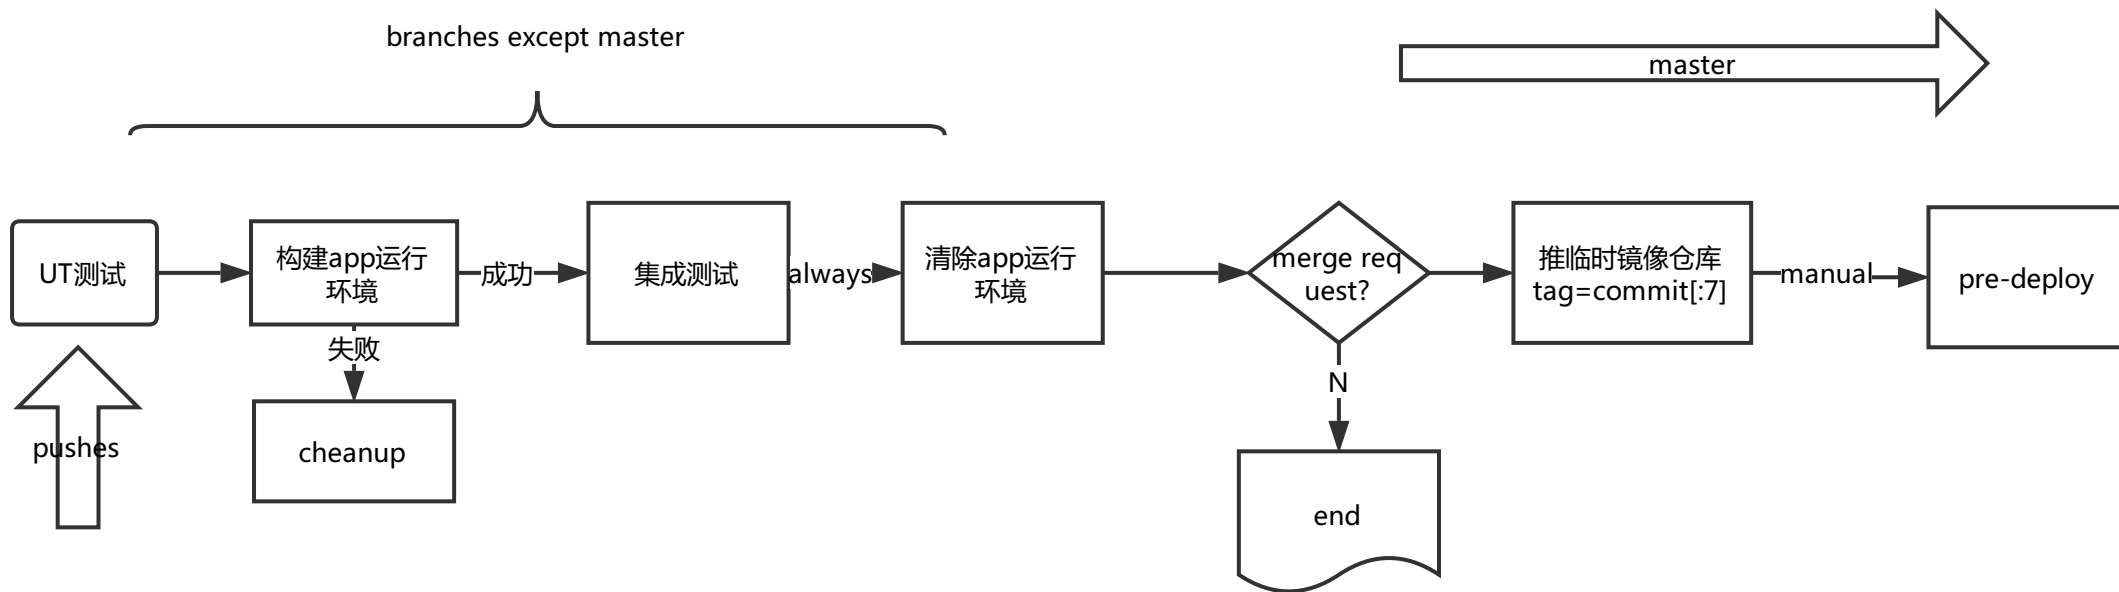 branches except master
master
UT测试
构建app运行
环境
成功
集成测试
always
清除app运行
环境
merge req
uest?
推临时镜像仓库
tag=commit[:7]
manual
pre-deploy
失败
N
pushes
cheanup
end